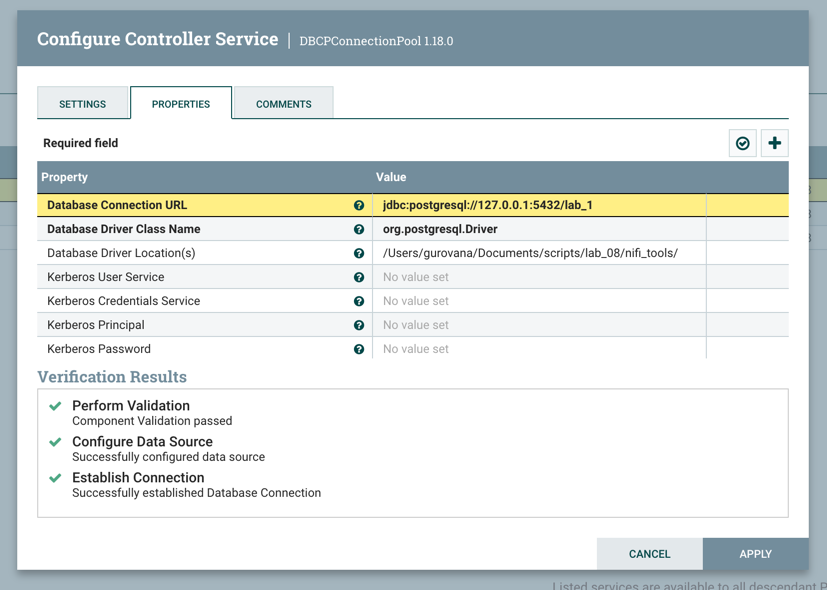 Configure Controller Service | DBCPConnectionPool 1.18.0
SETTINGS PROPERTIES COMMENTS
Required field
Property Value
Database Connection URL jdbc:postgresql://127.0.0.1:5432/lab_1
Database Driver Class Name org.postgresql.Driver
Database Driver Location(s) /Users/gurovana/Documents/scripts/lab_08/nifi_tools/
Kerberos User Service No value set
Kerberos Credentials Service No value set
Kerberos Principal No value set
Kerberos Password No value set
Verification Results
Perform Validation
Component Validation passed
Configure Data Source
Successfully configured data source
Establish Connection
Successfully established Database Connection
CANCEL APPLY
Listed services are available to all descendant P